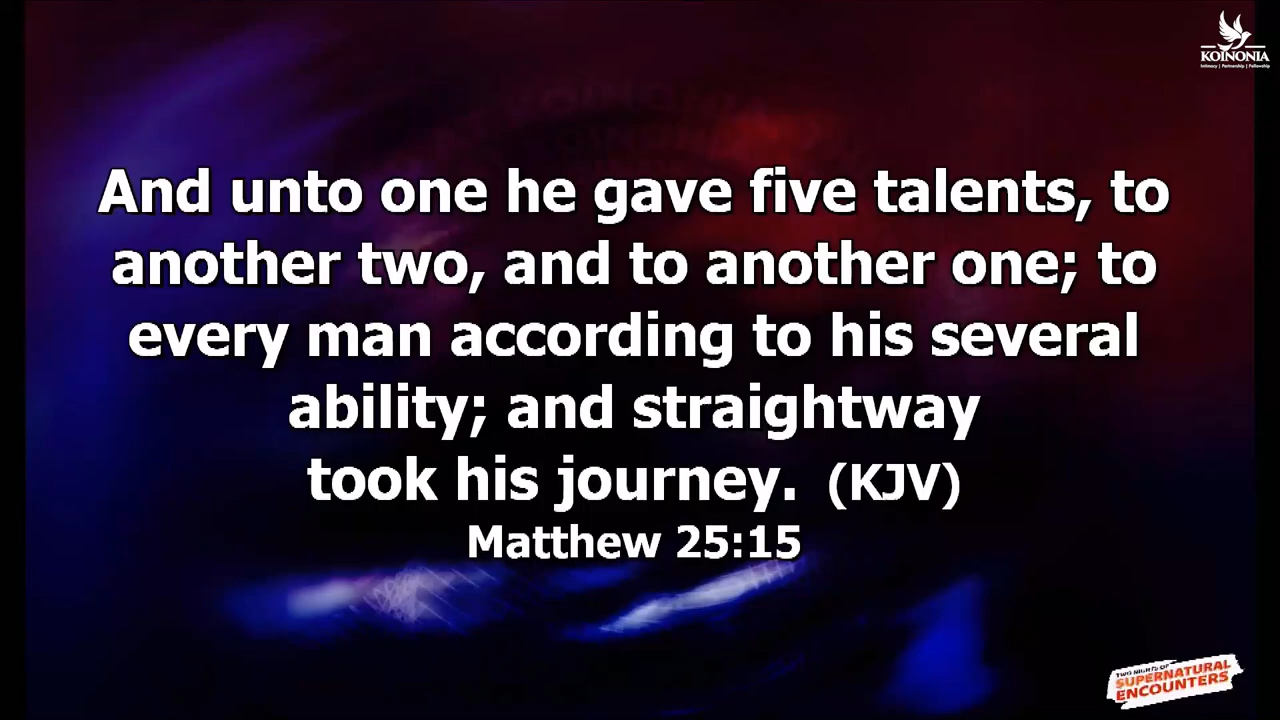 KOINONIA
Intimacy | Partnership | Fellowship
And unto one he gave five talents, to
another two, and to another one; to
every man according to his several
ability; and straightway
took his journey. (KJV)
Matthew 25:15
TWO NIGHTS OF
SUPERNATURAL
ENCOUNTERS